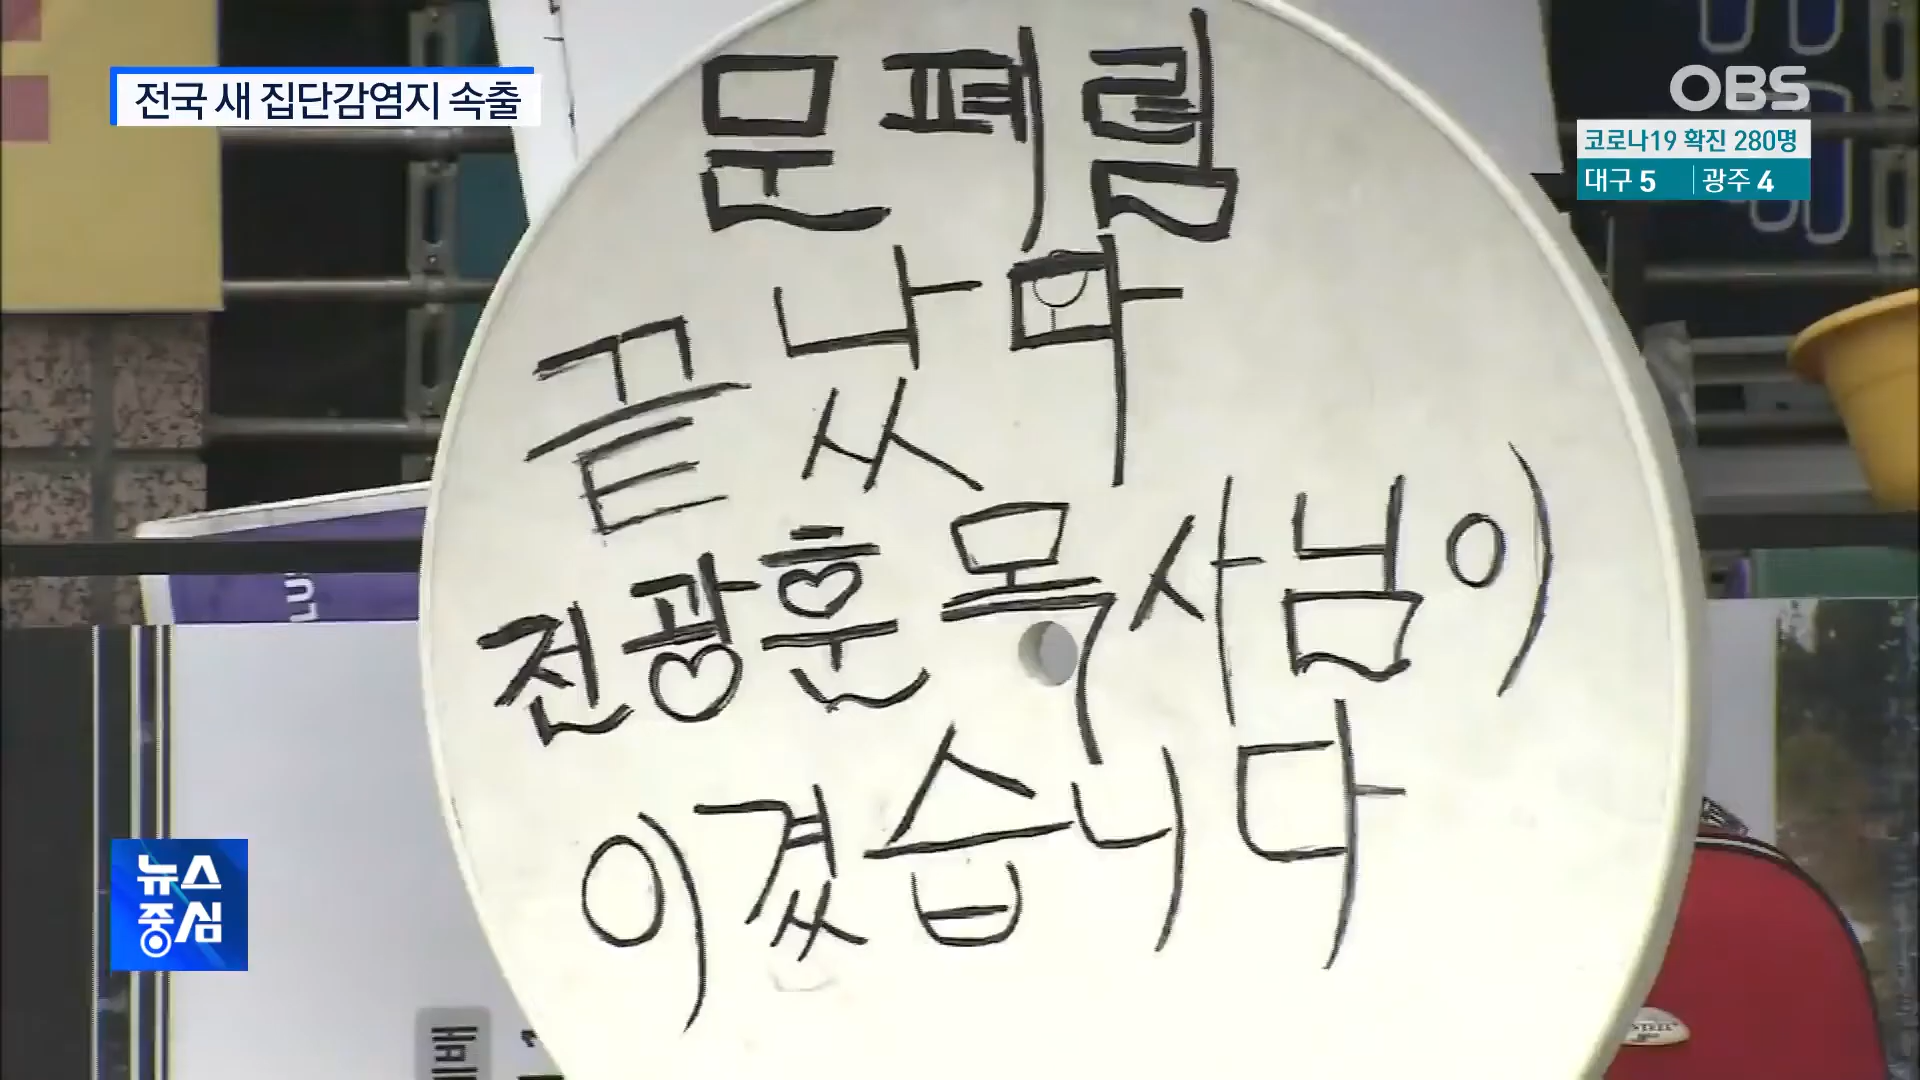 전국 새 집단감염지 속출
OBS
코로나19 확진 280명
대구 5 광주 4
문폐렴
끝났다
전광훈 목사님이
이겼습니다
뉴스
중심